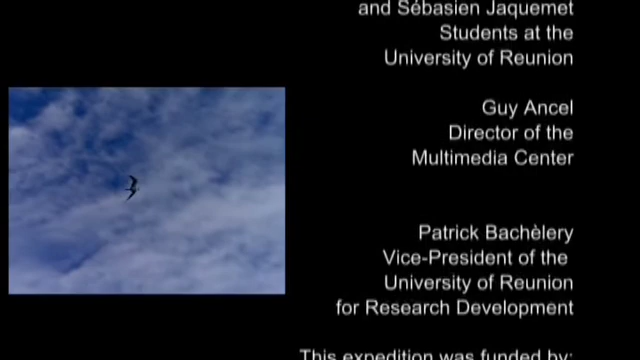 and Sébasien Jaquemet
Students at the
University of Reunion
Guy Ancel
Director of the
Multimedia Center
Patrick Bachèlery
Vice-President of the
University of Reunion
for Research Development
This expedition was funded by: